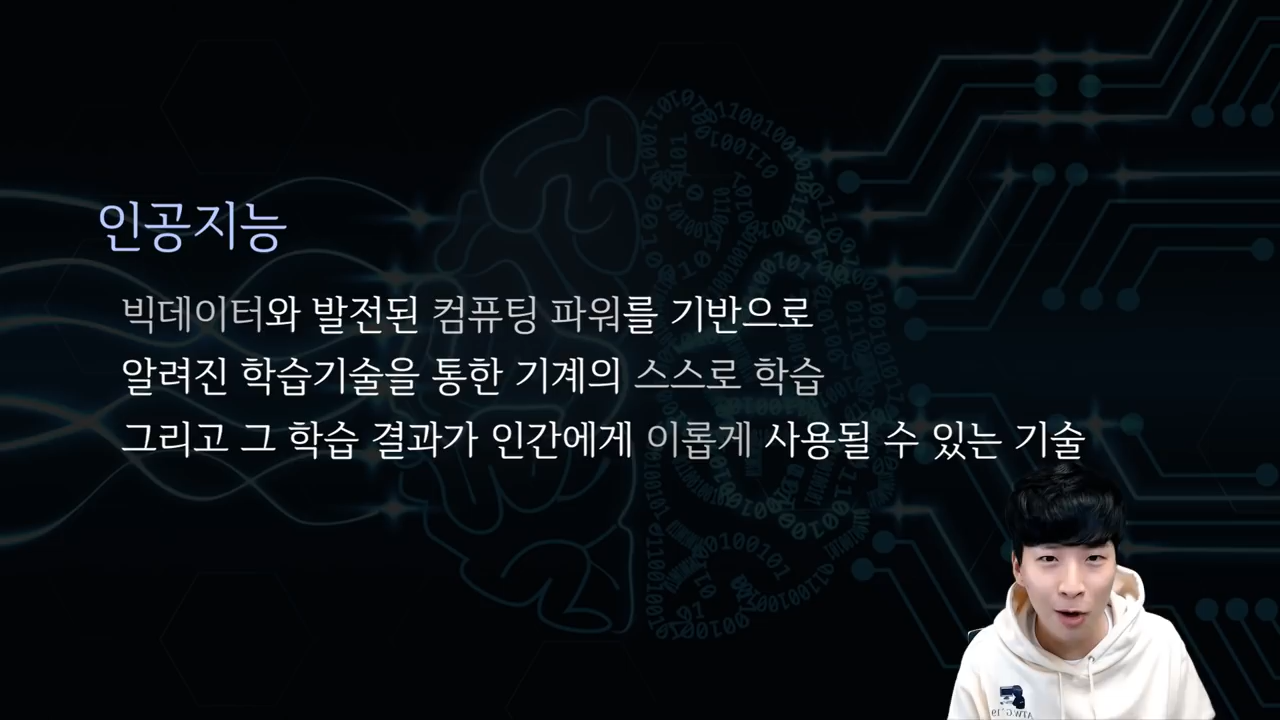 인공지능
빅데이터와 발전된 컴퓨팅 파워를 기반으로
알려진 학습기술을 통한 기계의 스스로 학습
그리고 그 학습 결과가 인간에게 이롭게 사용될 수 있는 기술